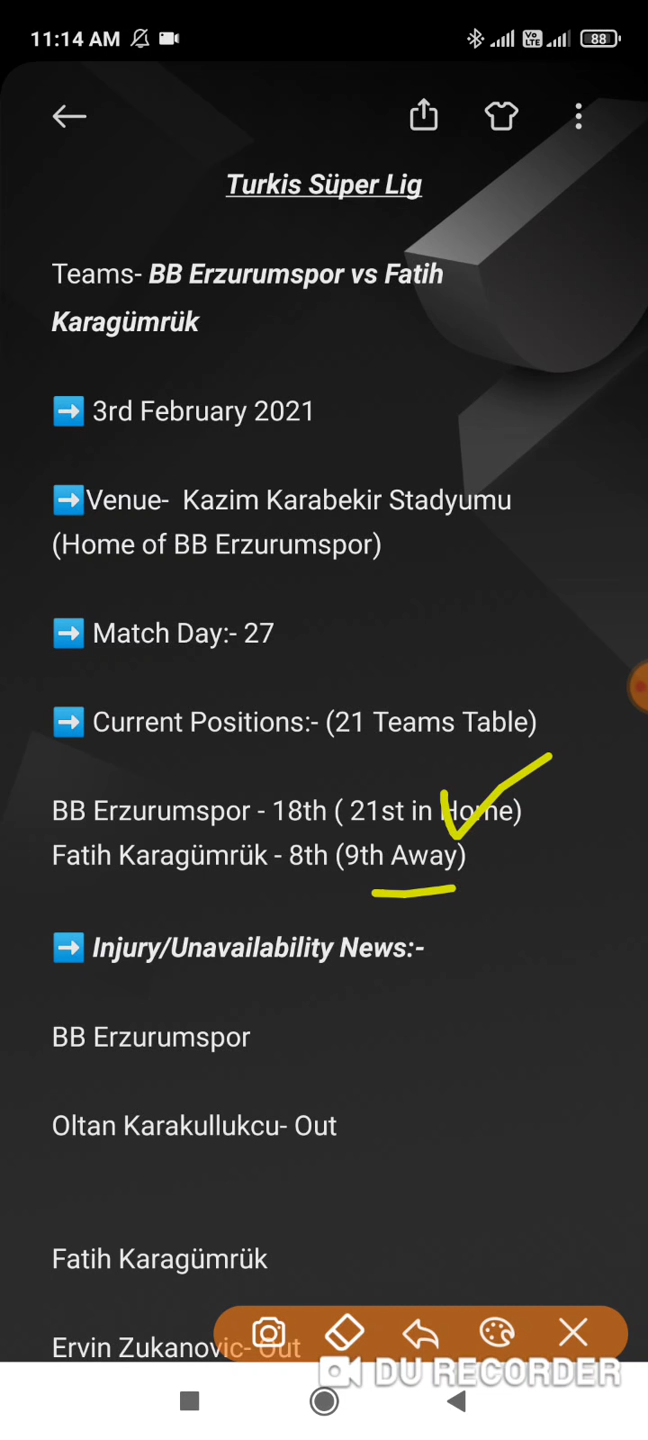 11:14 AM
Vo LTE
88
Turkis Süper Lig
Teams- BB Erzurumspor vs Fatih
Karagümrük
➡️ 3rd February 2021
➡️Venue-  Kazim Karabekir Stadyumu
(Home of BB Erzurumspor)
➡️ Match Day:- 27
➡️ Current Positions:- (21 Teams Table)
BB Erzurumspor - 18th ( 21st in Home)
Fatih Karagümrük - 8th (9th Away)
➡️ Injury/Unavailability News:-
BB Erzurumspor
Oltan Karakullukcu- Out
Fatih Karagümrük
Ervin Zukanovic- Out
DU RECORDER